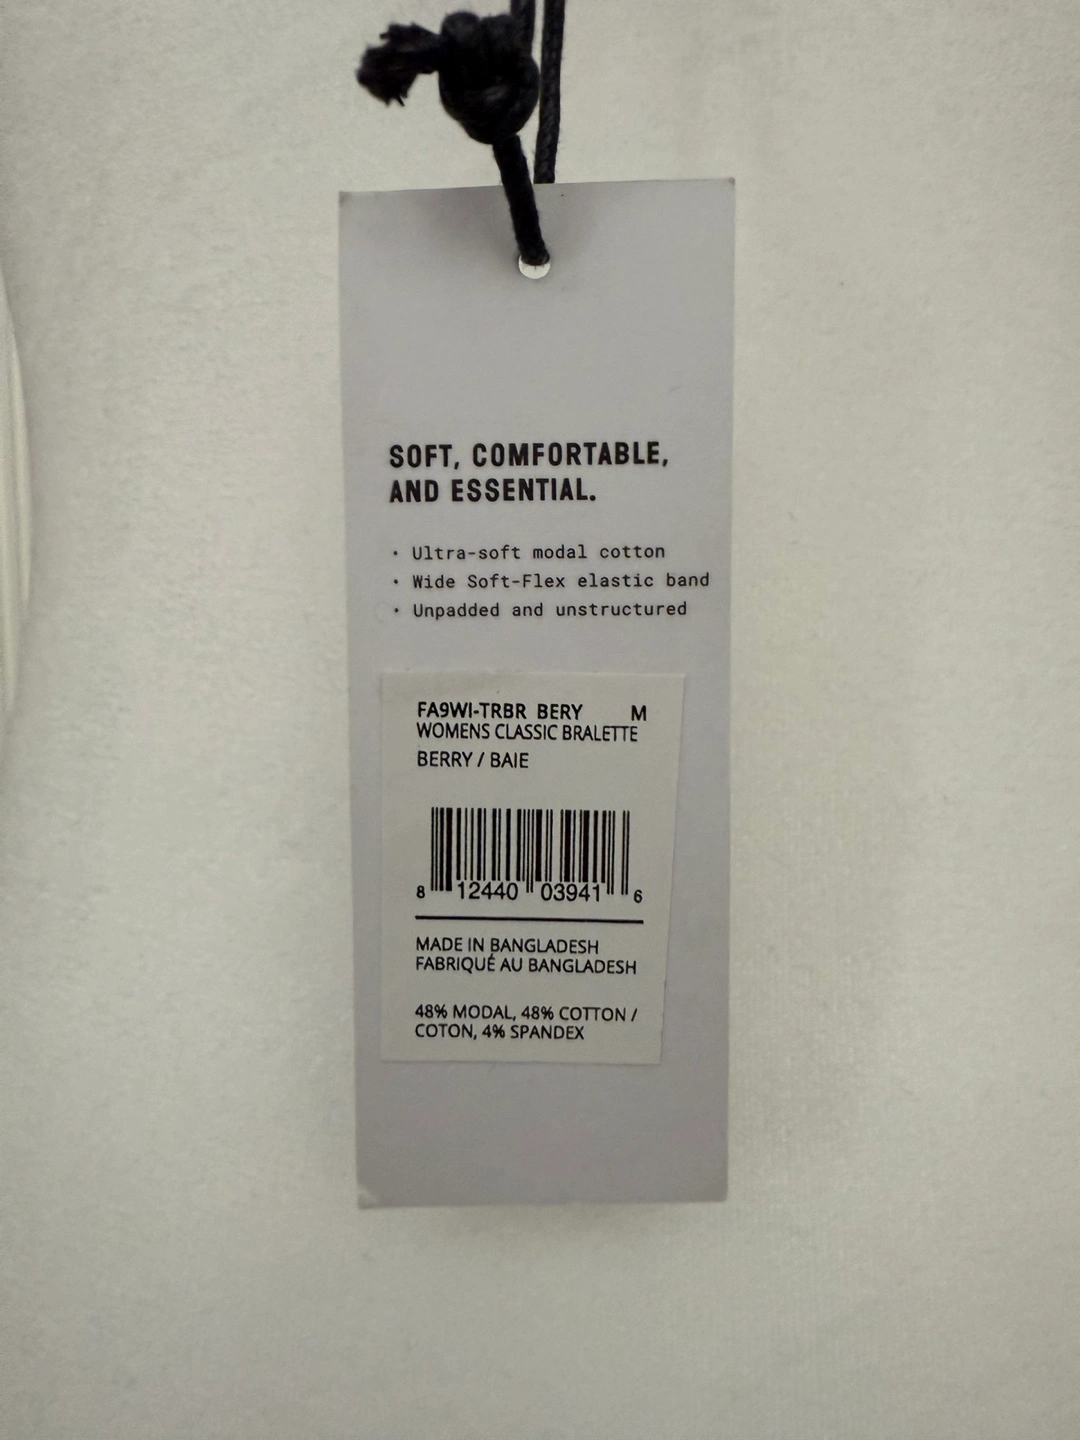 SOFT, COMFORTABLE,
AND ESSENTIAL.
• Ultra-soft modal cotton
• Wide Soft-Flex elastic band
• Unpadded and unstructured
FA9WI-TRBR BERY M
WOMENS CLASSIC BRALETTE
BERRY / BAIE
8 12440 03941 6
MADE IN BANGLADESH
FABRIQUÉ AU BANGLADESH
48% MODAL, 48% COTTON /
COTON, 4% SPANDEX